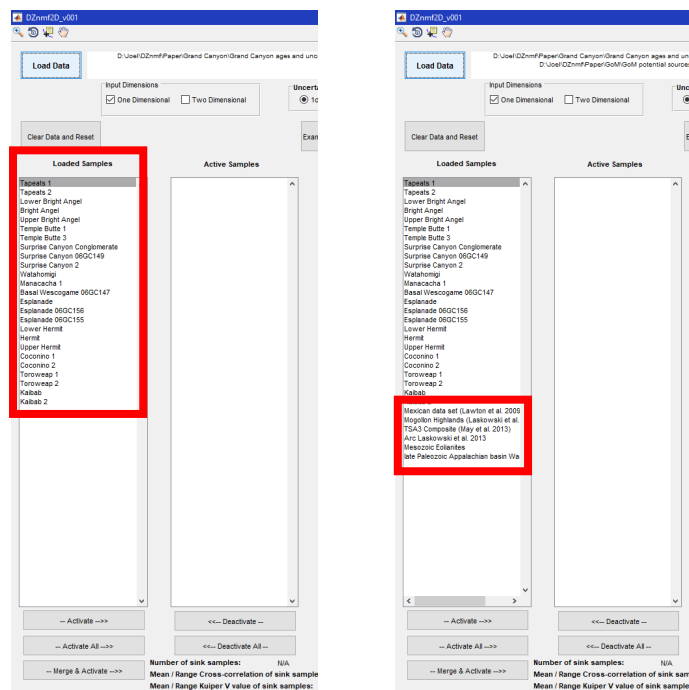 DZnmf2D_v001
Load Data
D:\Joel\DZnmf\Paper\Grand Canyon\Grand Canyon ages and unc
Input Dimensions
One Dimensional
Two Dimensional
Uncerta
1σ
Clear Data and Reset
Exan
Loaded Samples
Active Samples
Tapeats 1
Tapeats 2
Lower Bright Angel
Bright Angel
Upper Bright Angel
Temple Butte 1
Temple Butte 3
Surprise Canyon Conglomerate
Surprise Canyon 06GC149
Surprise Canyon 2
Watahomigi
Manacacha 1
Basal Wescogame 06GC147
Esplanade
Esplanade 06GC156
Esplanade 06GC155
Lower Hermit
Hermit
Upper Hermit
Coconino 1
Coconino 2
Toroweap 1
Toroweap 2
Kaibab
Kaibab 2
-- Activate -->>
<<-- Deactivate --
-- Activate All -->>
<<-- Deactivate All --
-- Merge & Activate -->>
Number of sink samples: N/A
Mean / Range Cross-correlation of sink sample
Mean / Range Kuiper V value of sink samples:
DZnmf2D_v001
Load Data
D:\Joel\DZnmf\Paper\Grand Canyon\Grand Canyon ages and un
D:\Joel\DZnmf\Paper\GoM\GoM potential sources
Input Dimensions
One Dimensional
Two Dimensional
Unc
Clear Data and Reset
E
Loaded Samples
Active Samples
Tapeats 1
Tapeats 2
Lower Bright Angel
Bright Angel
Upper Bright Angel
Temple Butte 1
Temple Butte 3
Surprise Canyon Conglomerate
Surprise Canyon 06GC149
Surprise Canyon 2
Watahomigi
Manacacha 1
Basal Wescogame 06GC147
Esplanade
Esplanade 06GC156
Esplanade 06GC155
Lower Hermit
Hermit
Upper Hermit
Coconino 1
Coconino 2
Toroweap 1
Toroweap 2
Kaibab
Mexican data set (Lawton et al. 2009
Mogollon Highlands (Laskowski et al.
TSA3 Composite (May et al. 2013)
Arc Laskowski et al. 2013
Mesozoic Eolianites
late Paleozoic Appalachian basin Wa
-- Activate -->>
<<-- Deactivate --
-- Activate All -->>
<<-- Deactivate All --
-- Merge & Activate -->>
Number of sink samples: N/A
Mean / Range Cross-correlation of sink sam
Mean / Range Kuiper V value of sink sample